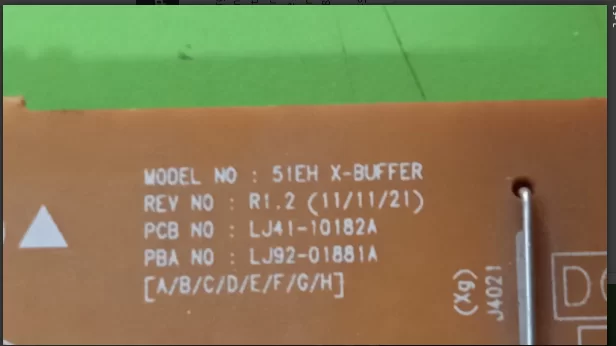 MODEL NO : 51EH X-BUFFER
REV NO : R1.2 (11/11/21)
PCB NO : LJ41-10182A
PBA NO : LJ92-01881A
[A/B/C/D/E/F/G/H]
(Xg)
J4021